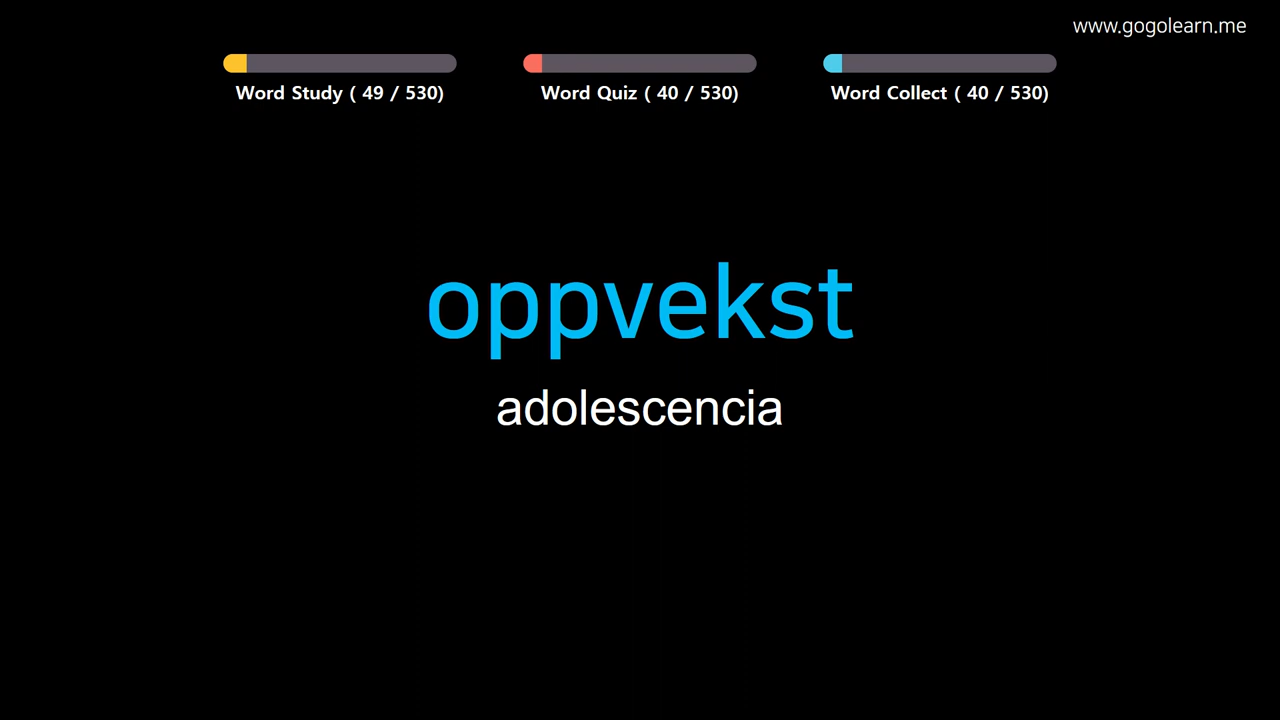 www.gogolearn.me
Word Study ( 49 / 530)
Word Quiz ( 40 / 530)
Word Collect ( 40 / 530)
oppvekst
adolescencia